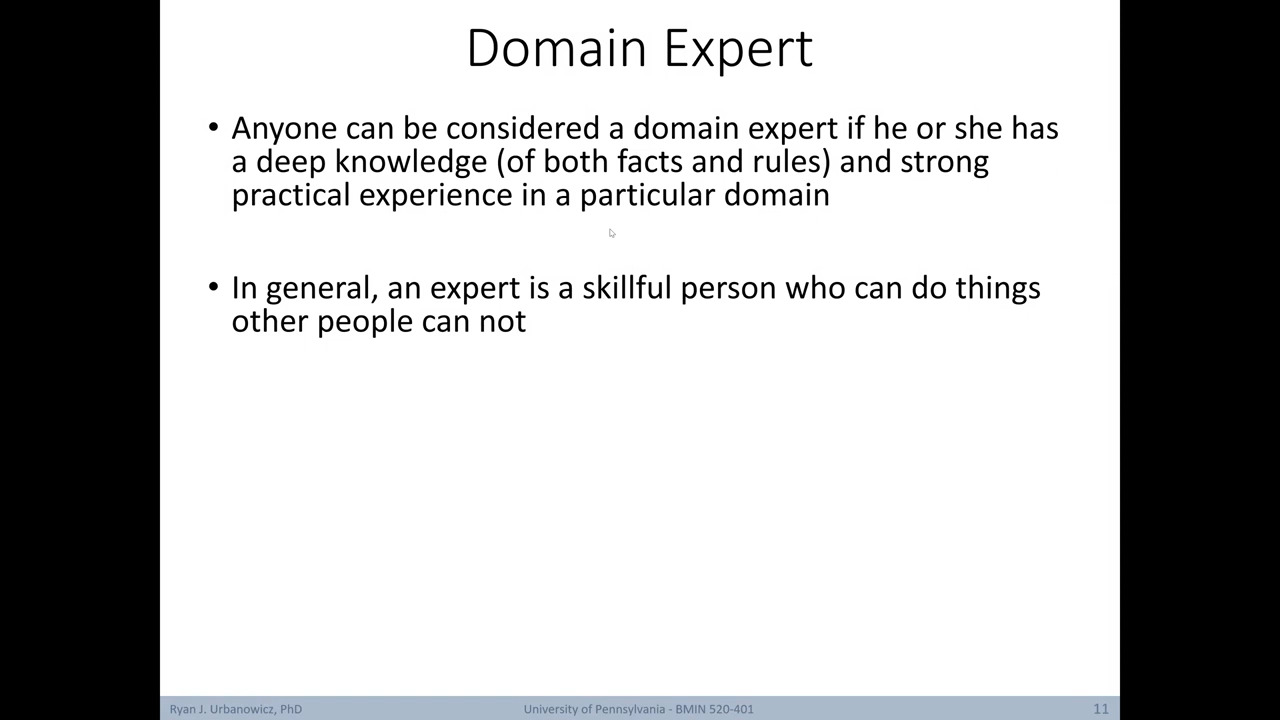 Domain Expert
• Anyone can be considered a domain expert if he or she has
a deep knowledge (of both facts and rules) and strong
practical experience in a particular domain
• In general, an expert is a skillful person who can do things
other people can not
Ryan J. Urbanowicz, PhD
University of Pennsylvania - BMIN 520-401
11